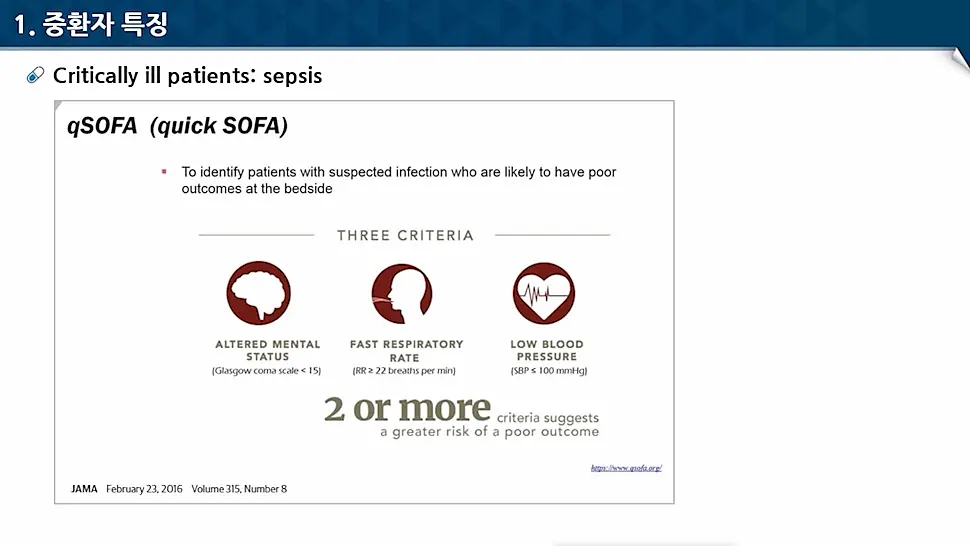 1. 중환자 특징
Critically ill patients: sepsis
qSOFA (quick SOFA)
▪ To identify patients with suspected infection who are likely to have poor
outcomes at the bedside
THREE CRITERIA
ALTERED MENTAL
STATUS
(Glasgow coma scale < 15)
FAST RESPIRATORY
RATE
(RR ≥ 22 breaths per min)
LOW BLOOD
PRESSURE
(SBP ≤ 100 mmHg)
2 or more criteria suggests
a greater risk of a poor outcome
https://www.qsofa.org/
JAMA February 23, 2016 Volume 315, Number 8